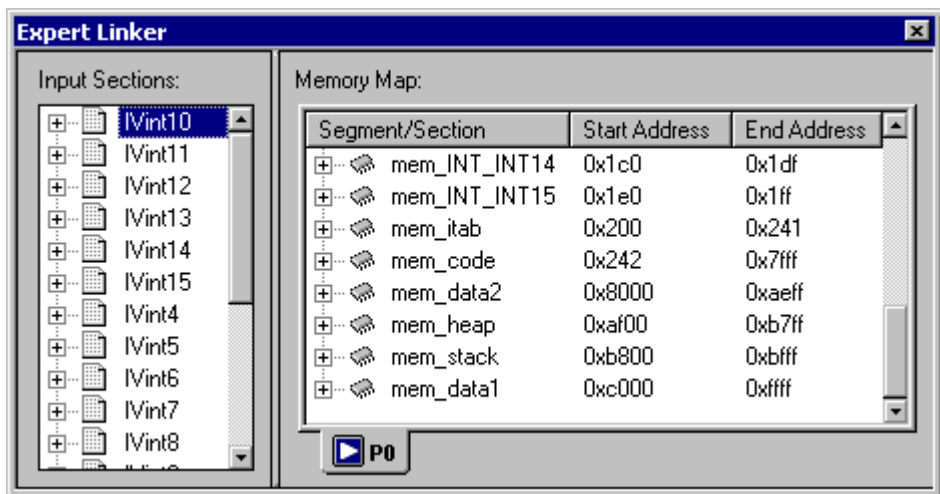 Expert Linker
Input Sections:
IVint10
IVint11
IVint12
IVint13
IVint14
IVint15
IVint4
IVint5
IVint6
IVint7
IVint8
Memory Map:
Segment/Section Start Address End Address
mem_INT_INT14 0x1c0 0x1df
mem_INT_INT15 0x1e0 0x1ff
mem_itab 0x200 0x241
mem_code 0x242 0x7fff
mem_data2 0x8000 0xaeff
mem_heap 0xaf00 0xb7ff
mem_stack 0xb800 0xbfff
mem_data1 0xc000 0xffff
P0